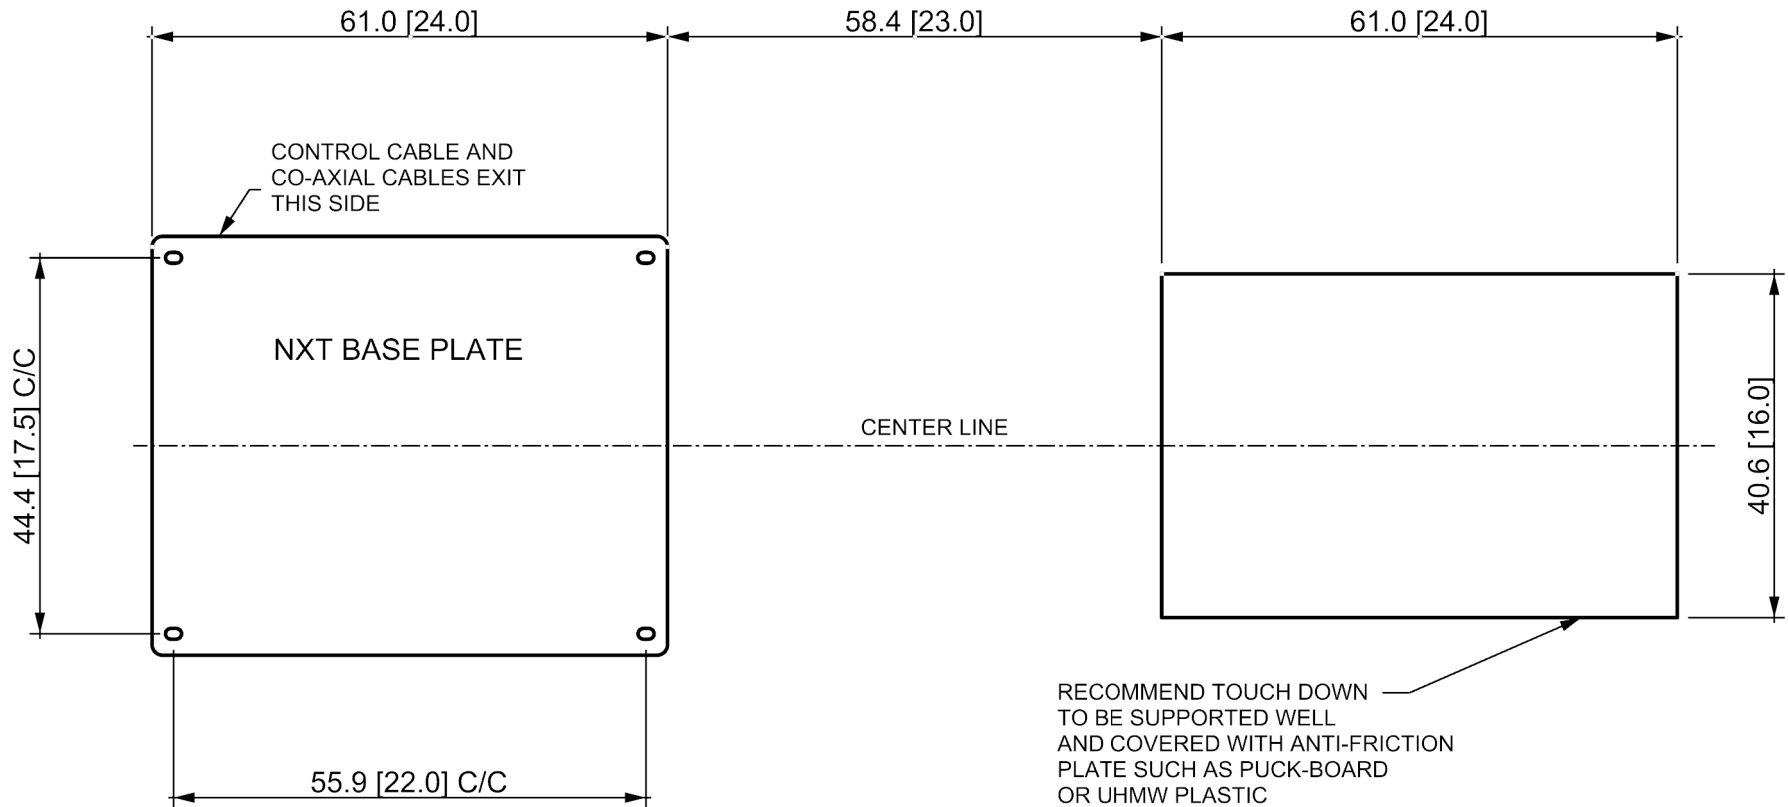 61.0 [24.0]
58.4 [23.0]
61.0 [24.0]
CONTROL CABLE AND
CO-AXIAL CABLES EXIT
THIS SIDE
NXT BASE PLATE
44.4 [17.5] C/C
CENTER LINE
40.6 [16.0]
55.9 [22.0] C/C
RECOMMEND TOUCH DOWN
TO BE SUPPORTED WELL
AND COVERED WITH ANTI-FRICTION
PLATE SUCH AS PUCK-BOARD
OR UHMW PLASTIC